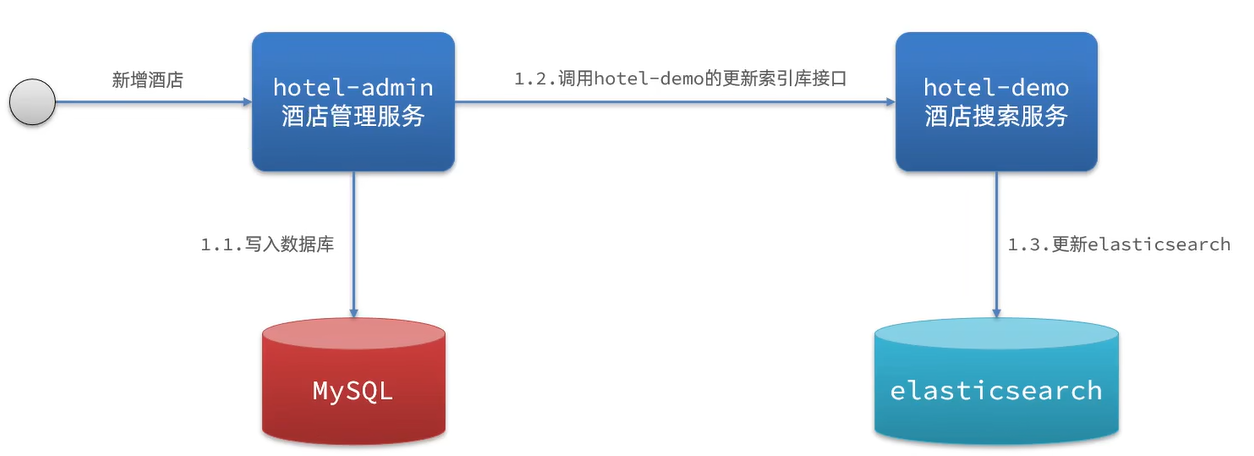 新增酒店
hotel-admin
酒店管理服务
1.2.调用hotel-demo的更新索引库接口
hotel-demo
酒店搜索服务
1.1.写入数据库
1.3.更新elasticsearch
MySQL
elasticsearch